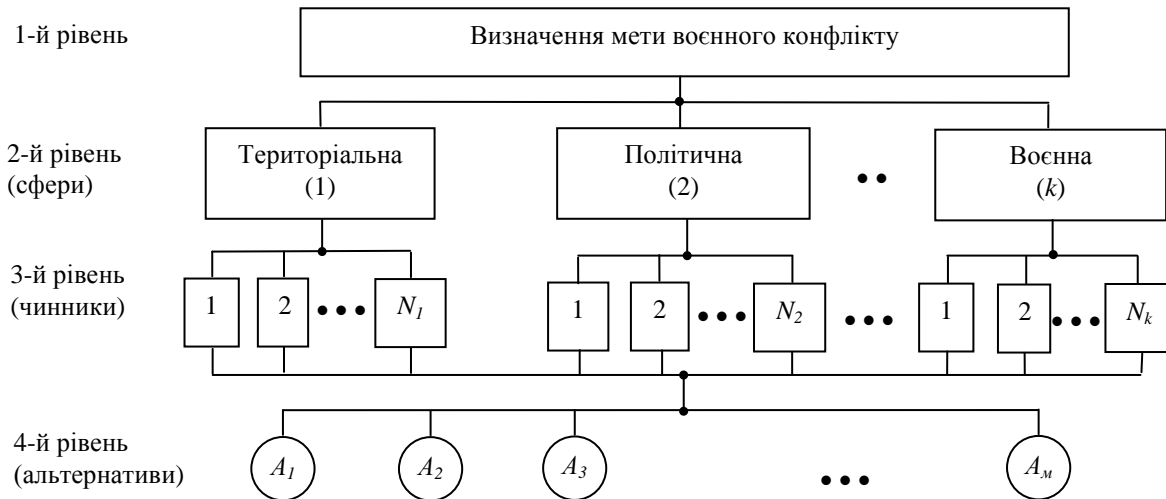 1-й рівень
Визначення мети воєнного конфлікту
2-й рівень
(сфери)
Територіальна
(1)
Політична
(2)
Воєнна
(k)
3-й рівень
(чинники)
1 2 N₁ 1 2 N₂ 1 2 Nₖ
4-й рівень
(альтернативи)
A₁ A₂ A₃ Aм